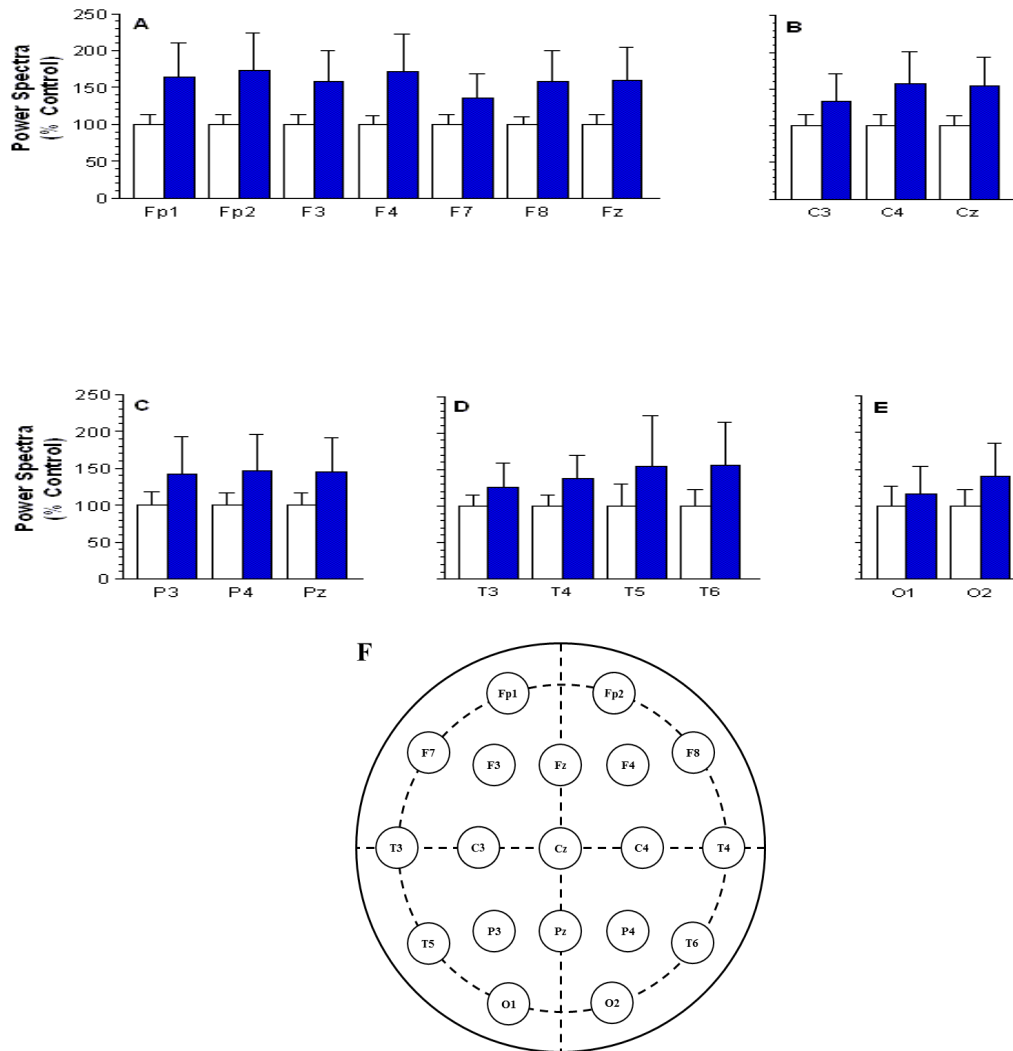 A
B
Power Spectra
(% Control)
250
200
150
100
50
0
Fp1 Fp2 F3 F4 F7 F8 Fz
C3 C4 Cz
C
D
E
Power Spectra
(% Control)
250
200
150
100
50
0
P3 P4 Pz
T3 T4 T5 T6
O1 O2
F
Fp1 Fp2
F7 F3 Fz F4 F8
T3 C3 Cz C4 T4
T5 P3 Pz P4 T6
O1 O2